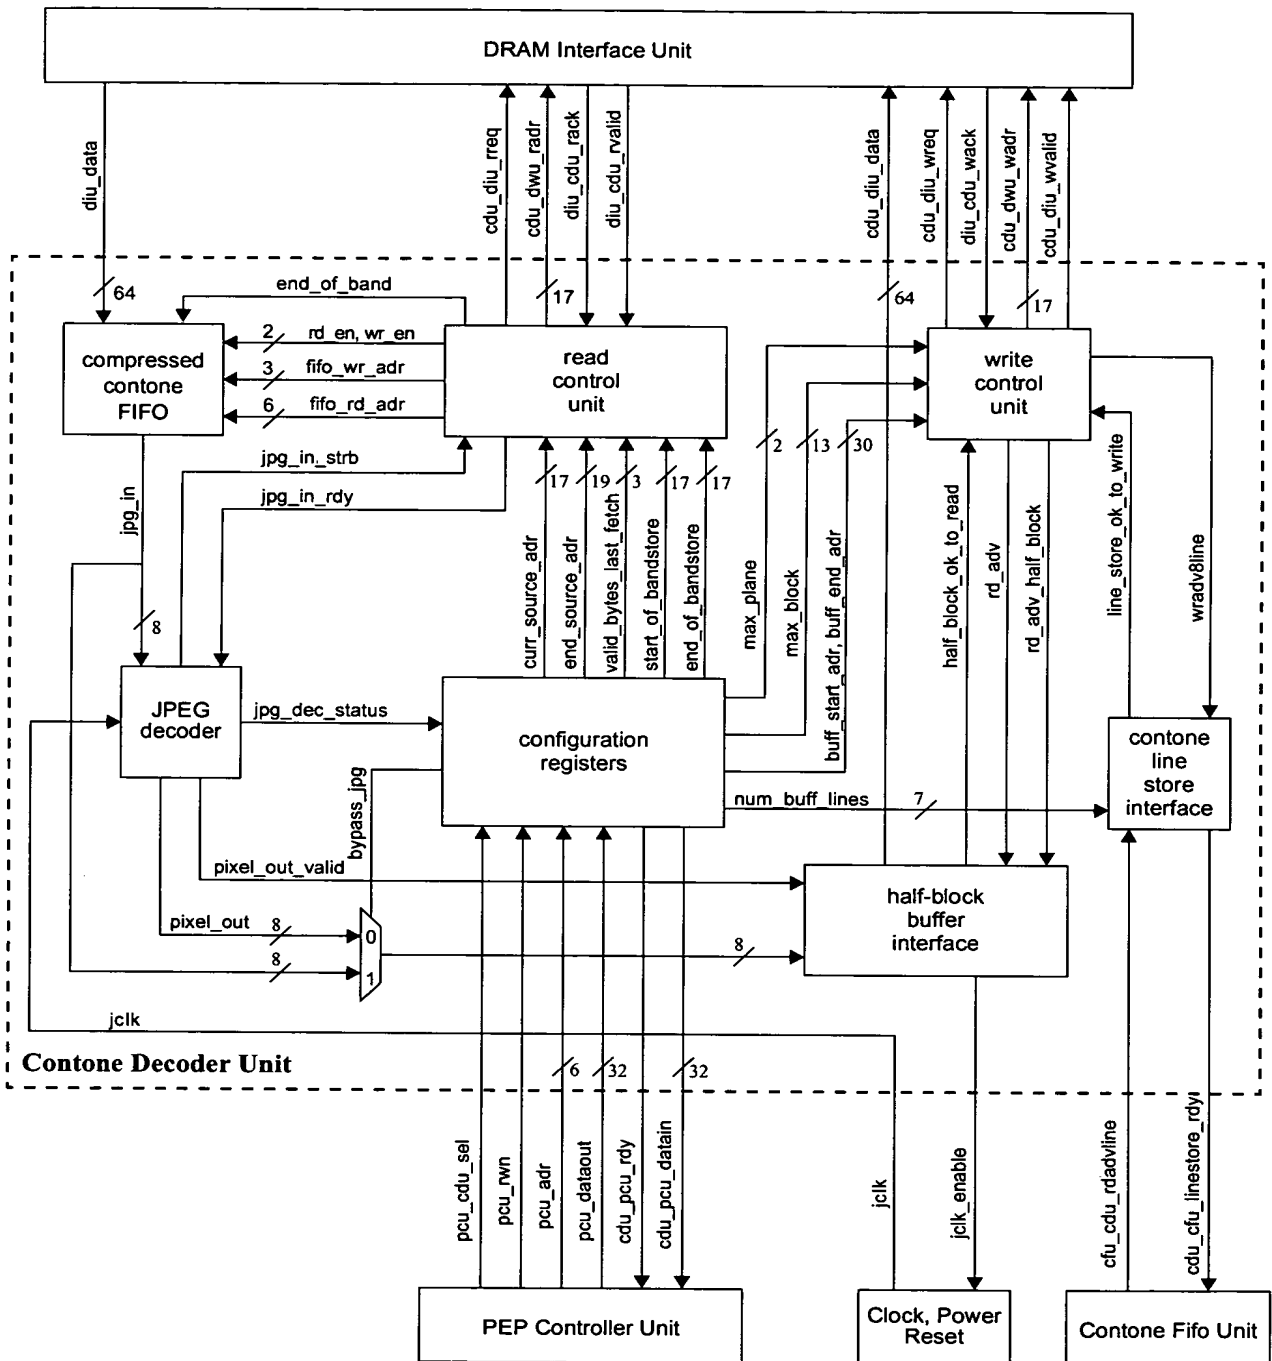 DRAM Interface Unit
diu_data
cdu_diu_rreq
cdu_dwu_radr
diu_cdu_rack
diu_cdu_rvalid
cdu_diu_data
cdu_diu_wreq
diu_cdu_wack
cdu_dwu_wadr
cdu_diu_wvalid
64
end_of_band
17
64
17
compressed
contone
FIFO
2
rd_en, wr_en
3
fifo_wr_adr
6
fifo_rd_adr
read
control
unit
write
control
unit
2
13
30
jpg_in_strb
jpg_in_rdy
jpg_in
17
19
3
17
17
curr_source_adr
end_source_adr
valid_bytes_last_fetch
start_of_bandstore
end_of_bandstore
max_plane
max_block
buff_start_adr, buff_end_adr
half_block_ok_to_read
rd_adv
rd_adv_half_block
line_store_ok_to_write
wradv8line
8
JPEG
decoder
jpg_dec_status
configuration
registers
contone
line
store
interface
bypass_jpg
num_buff_lines
7
pixel_out_valid
half-block
buffer
interface
pixel_out
8
0
8
1
8
jclk
Contone Decoder Unit
6
32
32
pcu_cdu_sel
pcu_rwn
pcu_adr
pcu_dataout
cdu_pcu_rdy
cdu_pcu_datain
jclk
jclk_enable
cfu_cdu_rdadvline
cdu_cfu_linestore_rdy
PEP Controller Unit
Clock, Power
Reset
Contone Fifo Unit